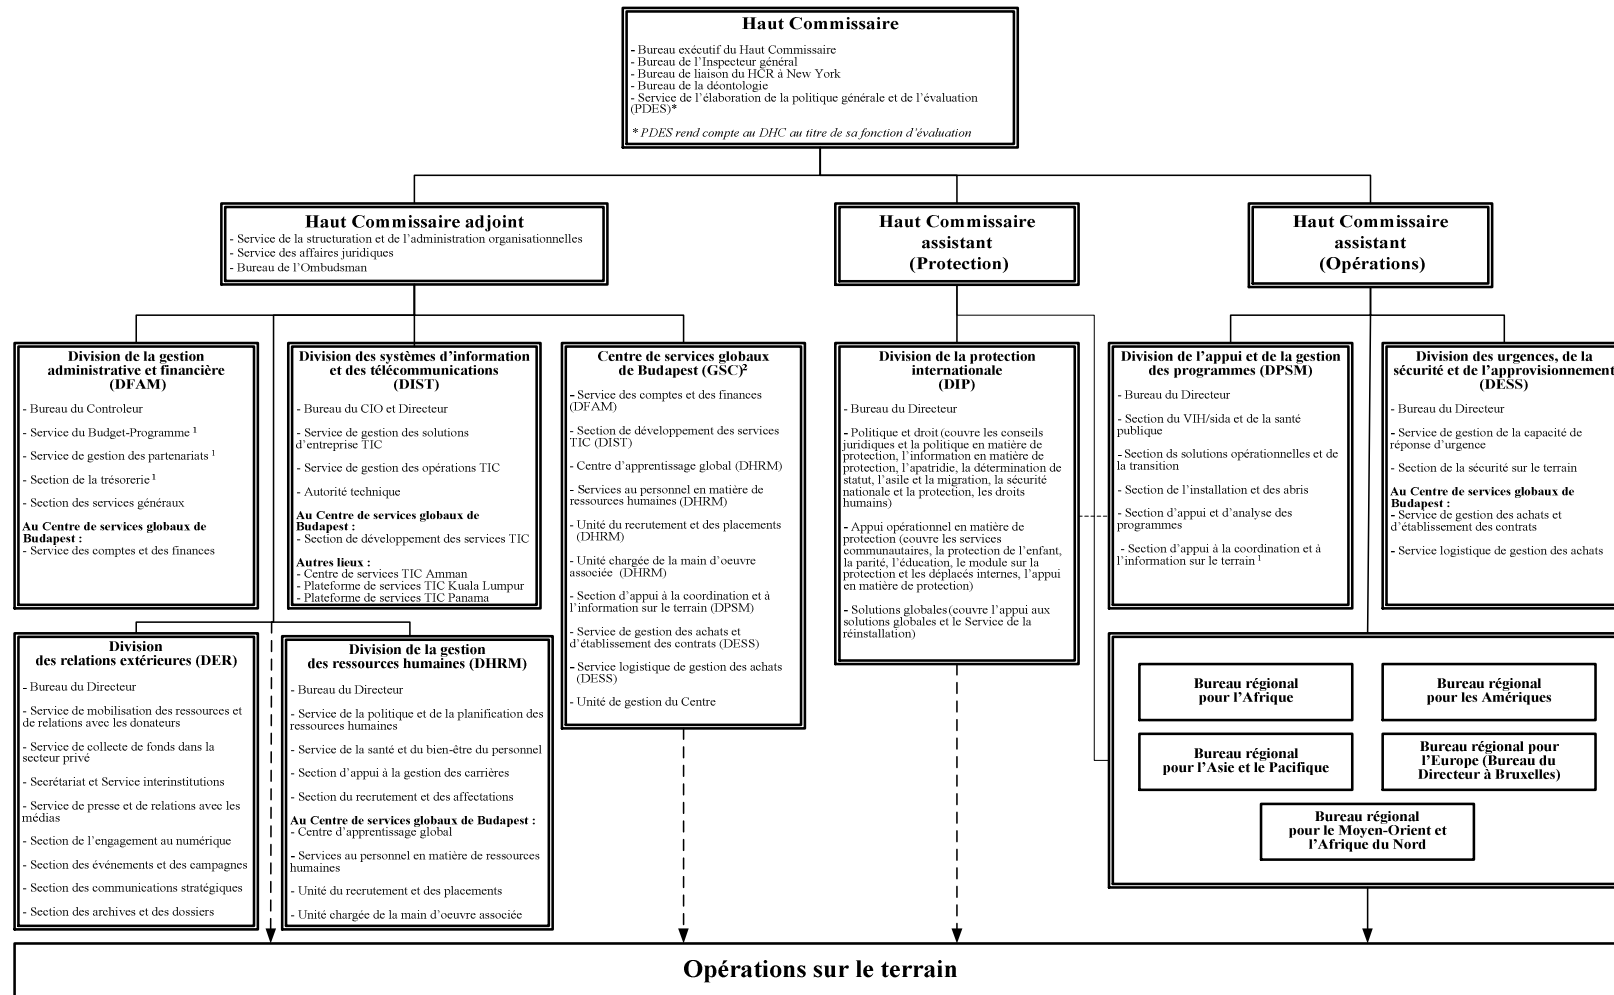 Haut Commissaire
- Bureau exécutif du Haut Commissaire
- Bureau de l'Inspecteur général
- Bureau de liaison du HCR à New York
- Bureau de la déontologie
- Service de l'élaboration de la politique générale et de l'évaluation
(PDES)*
* PDES rend compte au DHC au titre de sa fonction d'évaluation
Haut Commissaire adjoint
- Service de la structuration et de l'administration organisationnelles
- Service des affaires juridiques
- Bureau de l'Ombudsman
Haut Commissaire
assistant
(Protection)
Haut Commissaire
assistant
(Opérations)
Division de la gestion
administrative et financière
(DFAM)
- Bureau du Controleur
- Service du Budget-Programme ¹
- Service de gestion des partenariats ¹
- Section de la trésorerie ¹
- Section des services généraux
Au Centre de services globaux de
Budapest :
- Service des comptes et des finances
Division des systèmes d'information
et des télécommunications
(DIST)
- Bureau du CIO et Directeur
- Service de gestion des solutions
d'entreprise TIC
- Service de gestion des opérations TIC
- Autorité technique
Au Centre de services globaux de
Budapest :
- Section de développement des services TIC
Autres lieux :
- Centre de services TIC Amman
- Plateforme de services TIC Kuala Lumpur
- Plateforme de services TIC Panama
Centre de services globaux
de Budapest (GSC)²
- Service des comptes et des finances
(DFAM)
- Section de développement des services
TIC (DIST)
- Centre d'apprentissage global (DHRM)
- Services au personnel en matière de
ressources humaines (DHRM)
- Unité du recrutement et des placements
(DHRM)
- Unité chargée de la main d'oeuvre
associée (DHRM)
- Section d'appui à la coordination et à
l'information sur le terrain (DPSM)
- Service de gestion des achats et
d'établissement des contrats (DESS)
- Service logistique de gestion des achats
(DESS)
- Unité de gestion du Centre
Division de la protection
internationale
(DIP)
- Bureau du Directeur
- Politique et droit (couvre les conseils
juridiques et la politique en matière de
protection, l'information en matière de
protection, l'apatridie, la détermination de
statut, l'asile et la migration, la sécurité
nationale et la protection, les droits
humains)
- Appui opérationnel en matière de
protection (couvre les services
communautaires, la protection de l'enfant,
la parité, l'éducation, le module sur la
protection et les déplacés internes, l'appui
en matière de protection)
- Solutions globales (couvre l'appui aux
solutions globales et le Service de la
réinstallation)
Division de l'appui et de la gestion
des programmes (DPSM)
- Bureau du Directeur
- Section du VIH/sida et de la santé
publique
- Section ds solutions opérationnelles et de
la transition
- Section de l'installation et des abris
- Section d'appui et d'analyse des
programmes
- Section d'appui à la coordination et à
l'information sur le terrain ¹
Division des urgences, de la
sécurité et de l'approvisionnement
(DESS)
- Bureau du Directeur
- Service de gestion de la capacité de
réponse d'urgence
- Section de la sécurité sur le terrain
Au Centre de services globaux de
Budapest :
- Service de gestion des achats et
d'établissement des contrats
- Service logistique de gestion des achats
Division
des relations extérieures (DER)
- Bureau du Directeur
- Service de mobilisation des ressources et
de relations avec les donateurs
- Service de collecte de fonds dans la
secteur privé
- Secrétariat et Service interinstitutions
- Service de presse et de relations avec les
médias
- Section de l'engagement au numérique
- Section des événements et des campagnes
- Section des communications stratégiques
- Section des archives et des dossiers
Division de la gestion
des ressources humaines (DHRM)
- Bureau du Directeur
- Service de la politique et de la planification des
ressources humaines
- Service de la santé et du bien-être du personnel
- Section d'appui à la gestion des carrières
- Section du recrutement et des affectations
Au Centre de services globaux de Budapest :
- Centre d'apprentissage global
- Services au personnel en matière de ressources
humaines
- Unité du recrutement et des placements
- Unité chargée de la main d'oeuvre associée
Bureau régional
pour l'Afrique
Bureau régional
pour les Amériques
Bureau régional
pour l'Asie et le Pacifique
Bureau régional pour
l'Europe (Bureau du
Directeur à Bruxelles)
Bureau régional
pour le Moyen-Orient et
l'Afrique du Nord
Opérations sur le terrain